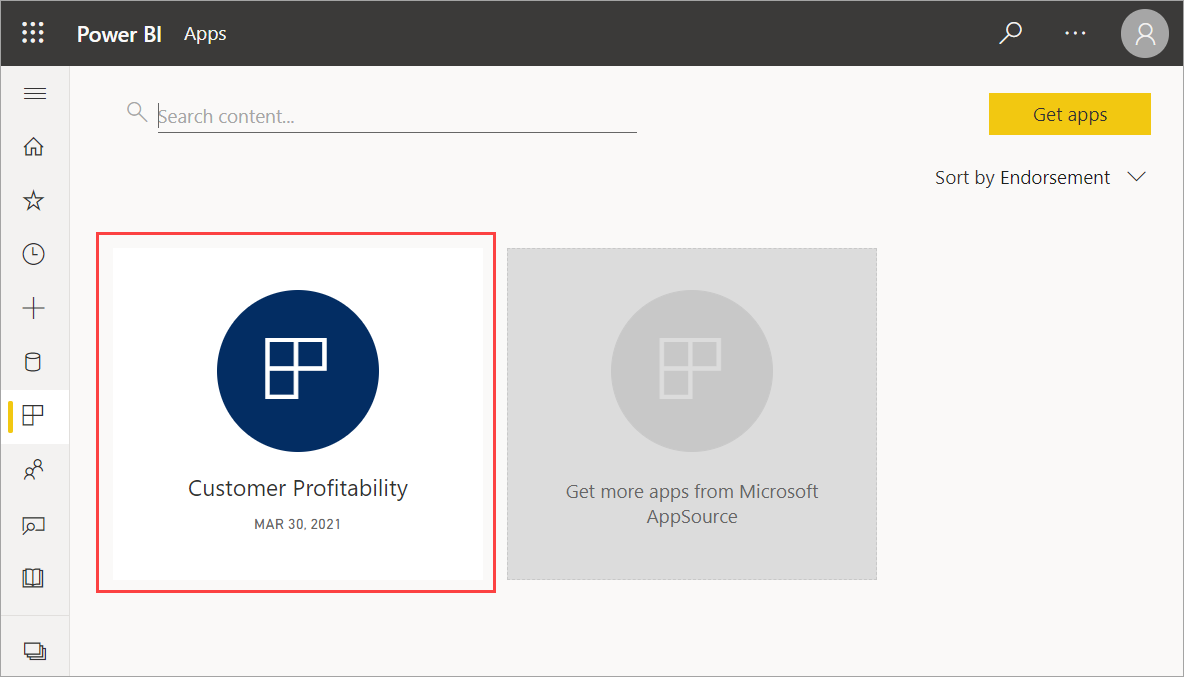 Power BI Apps
Search content...
Get apps
Sort by Endorsement
Customer Profitability
MAR 30, 2021
Get more apps from Microsoft
AppSource